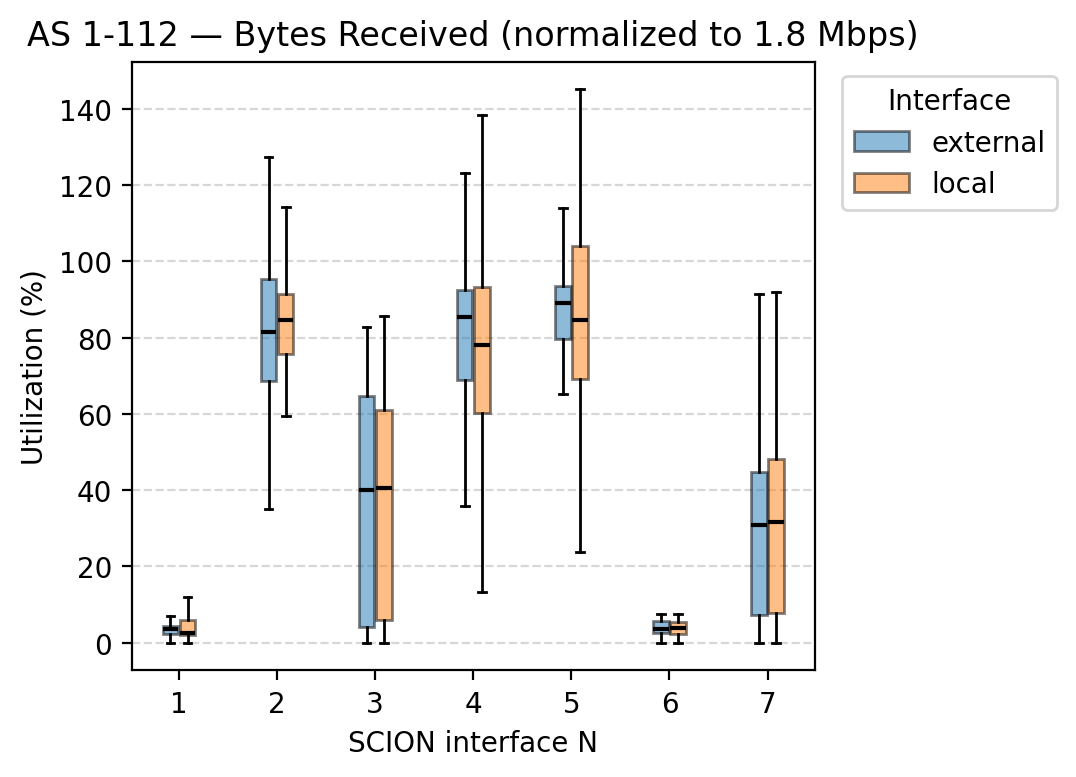 AS 1-112 — Bytes Received (normalized to 1.8 Mbps)
Interface
external
local
Utilization (%)
140
120
100
80
60
40
20
0
1 2 3 4 5 6 7
SCION interface N